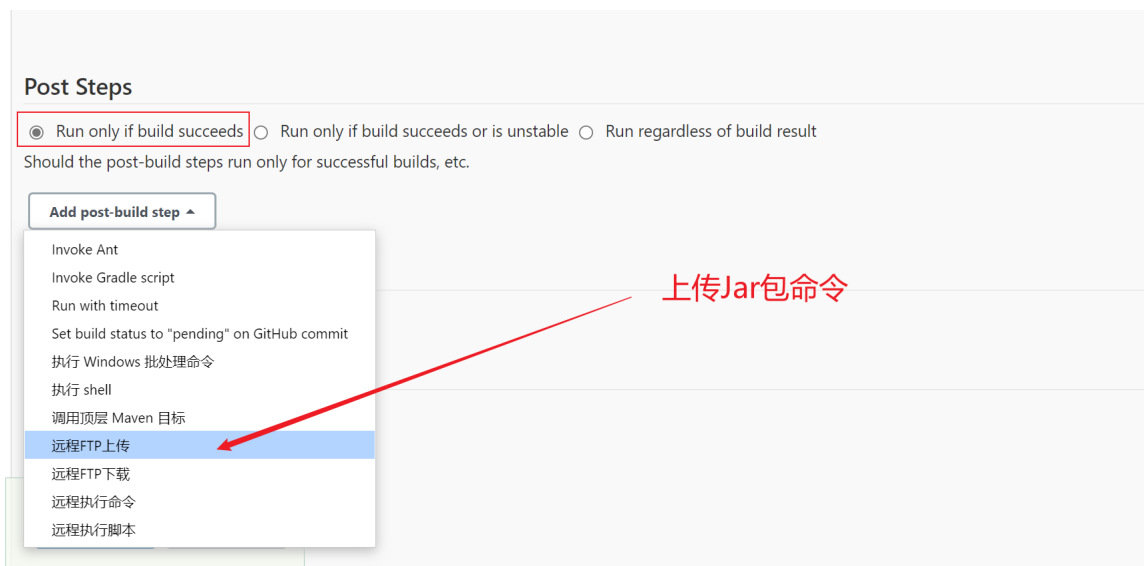 Post Steps
Run only if build succeeds Run only if build succeeds or is unstable Run regardless of build result
Should the post-build steps run only for successful builds, etc.
Add post-build step
Invoke Ant
Invoke Gradle script
上传Jar包命令
Run with timeout
Set build status to "pending" on GitHub commit
执行 Windows 批处理命令
执行 shell
调用顶层 Maven 目标
远程FTP上传
远程FTP下载
远程执行命令
远程执行脚本